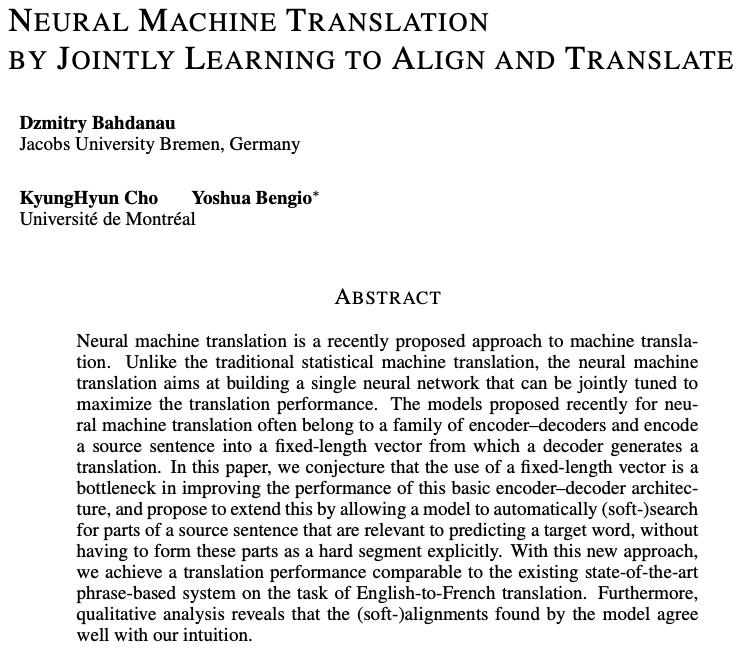 NEURAL MACHINE TRANSLATION
BY JOINTLY LEARNING TO ALIGN AND TRANSLATE
Dzmitry Bahdanau
Jacobs University Bremen, Germany
KyungHyun Cho Yoshua Bengio*
Université de Montréal
ABSTRACT
Neural machine translation is a recently proposed approach to machine transla-
tion. Unlike the traditional statistical machine translation, the neural machine
translation aims at building a single neural network that can be jointly tuned to
maximize the translation performance. The models proposed recently for neu-
ral machine translation often belong to a family of encoder–decoders and encode
a source sentence into a fixed-length vector from which a decoder generates a
translation. In this paper, we conjecture that the use of a fixed-length vector is a
bottleneck in improving the performance of this basic encoder–decoder architec-
ture, and propose to extend this by allowing a model to automatically (soft-)search
for parts of a source sentence that are relevant to predicting a target word, without
having to form these parts as a hard segment explicitly. With this new approach,
we achieve a translation performance comparable to the existing state-of-the-art
phrase-based system on the task of English-to-French translation. Furthermore,
qualitative analysis reveals that the (soft-)alignments found by the model agree
well with our intuition.